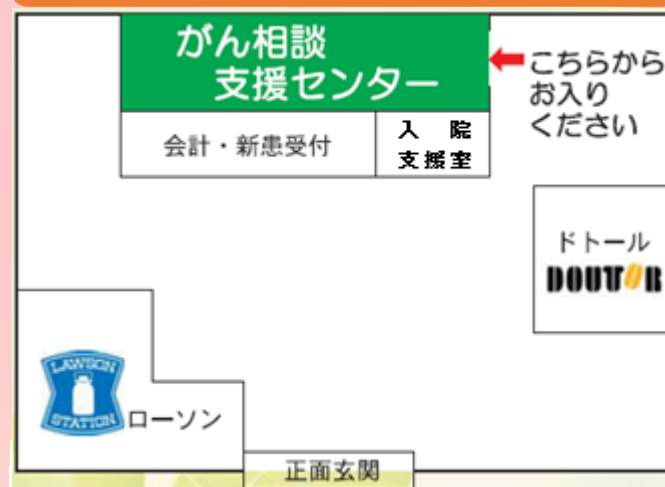 がん相談
支援センター
こちらから
お入り
ください
会計・新患受付
入 院
支援室
ドトール
DOUTOR
LAWSON
STATION
ローソン
正面玄関